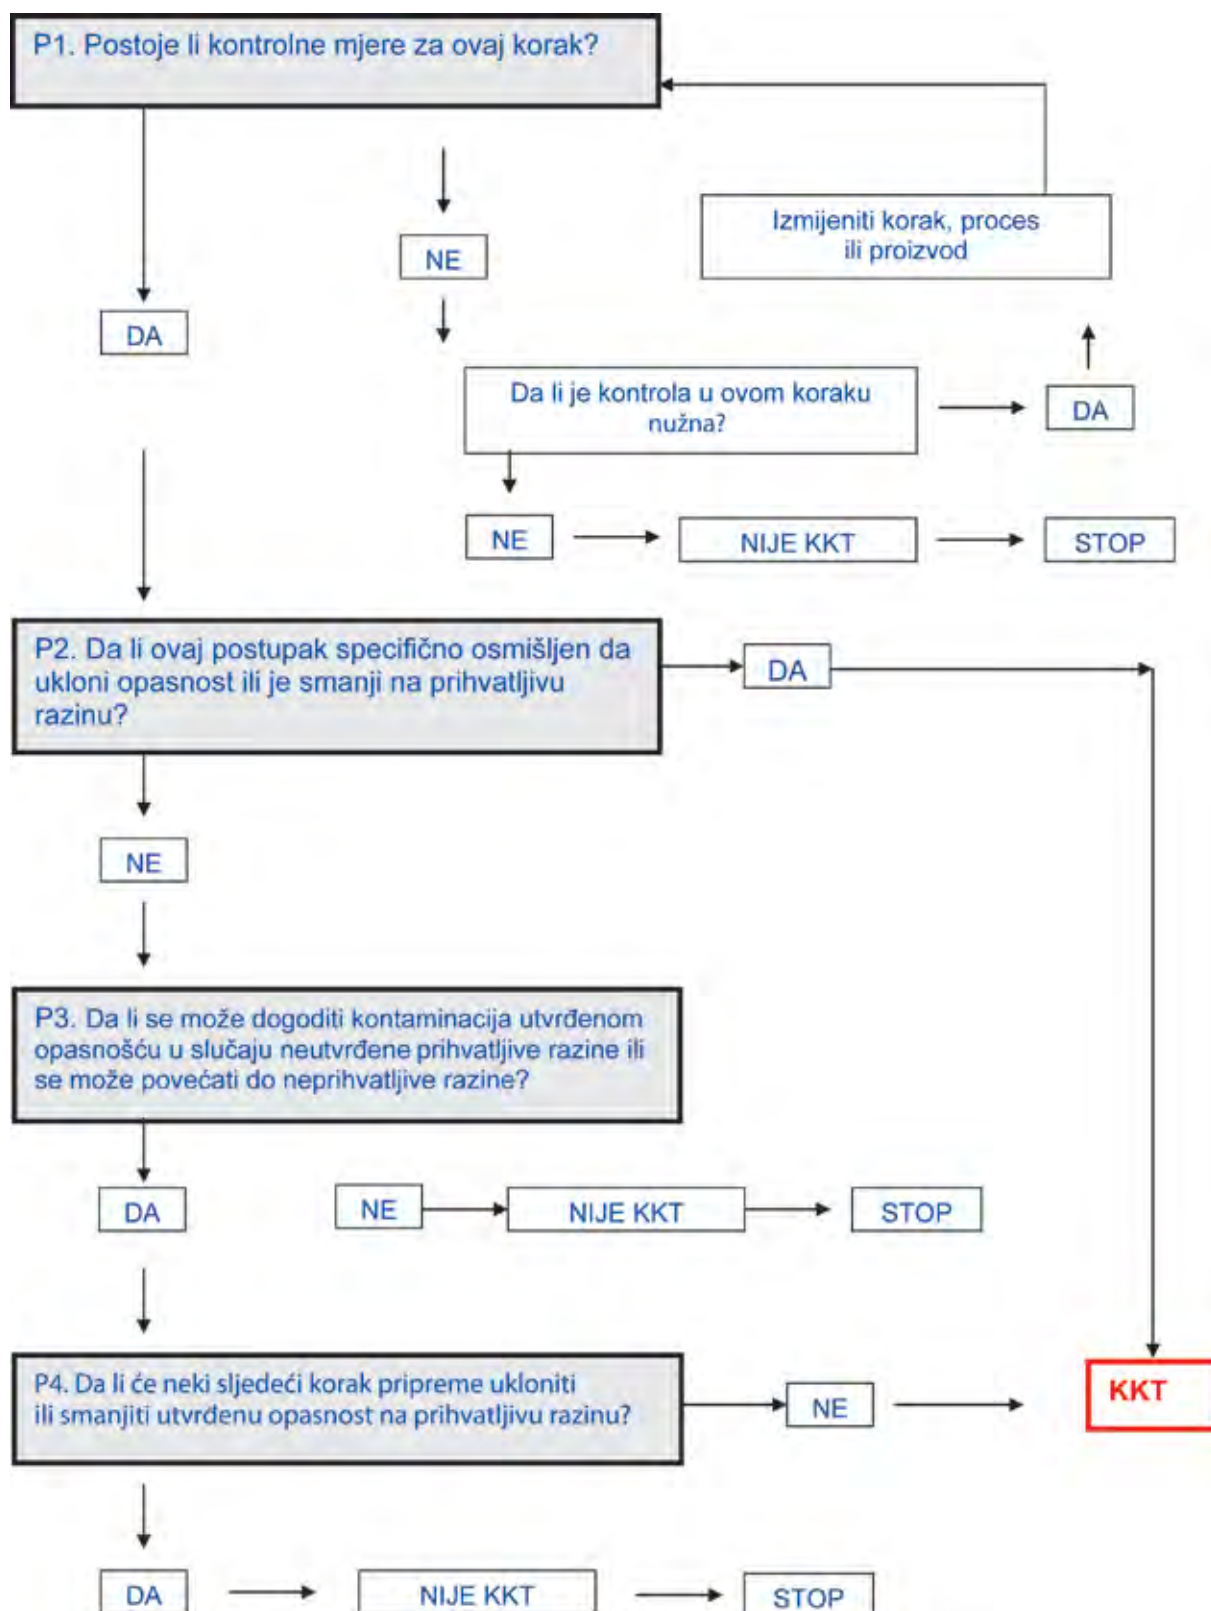 P1. Postoje li kontrolne mjere za ovaj korak?
Izmijeniti korak, proces
ili proizvod
NE
DA
Da li je kontrola u ovom koraku
nužna?
DA
NE
NIJE KKT
STOP
P2. Da li ovaj postupak specifično osmišljen da
ukloni opasnost ili je smanji na prihvatljivu
razinu?
DA
NE
P3. Da li se može dogoditi kontaminacija utvrđenom
opasnošću u slučaju neutvrđene prihvatljive razine ili
se može povećati do neprihvatljive razine?
DA
NE
NIJE KKT
STOP
P4. Da li će neki sljedeći korak pripreme ukloniti
ili smanjiti utvrđenu opasnost na prihvatljivu razinu?
NE
KKT
DA
NIJE KKT
STOP